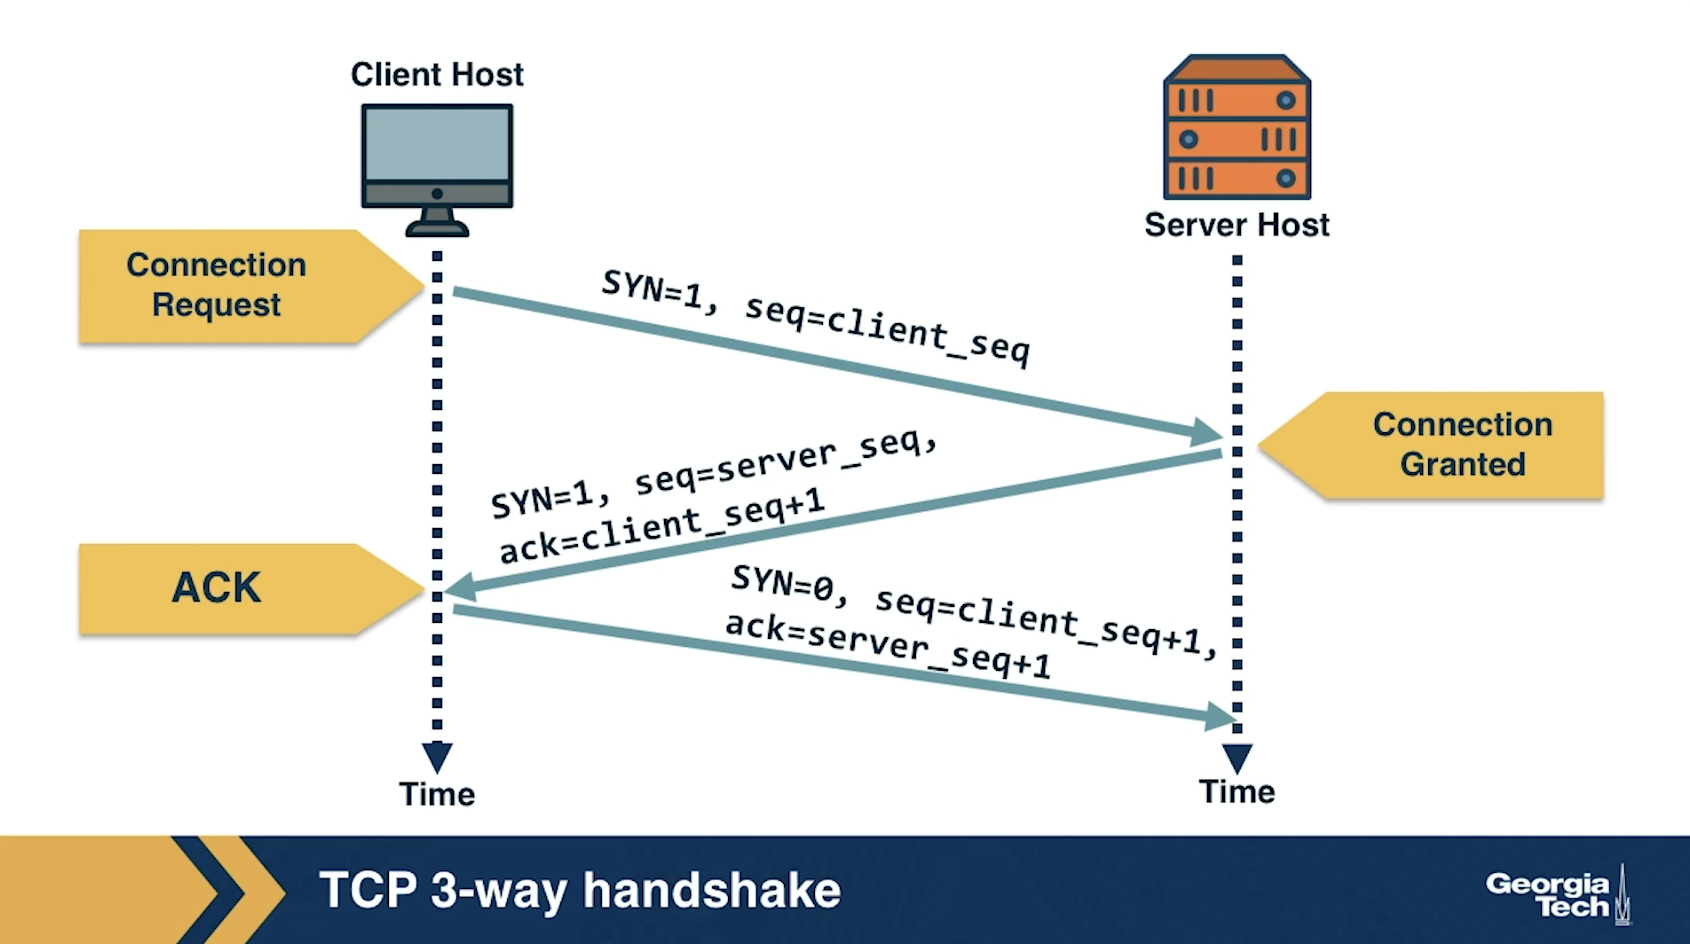 Client Host
Server Host
Connection
Request
SYN=1, seq=client_seq
Connection
Granted
SYN=1, seq=server_seq,
ack=client_seq+1
ACK
SYN=0, seq=client_seq+1,
ack=server_seq+1
Time
Time
TCP 3-way handshake
Georgia
Tech